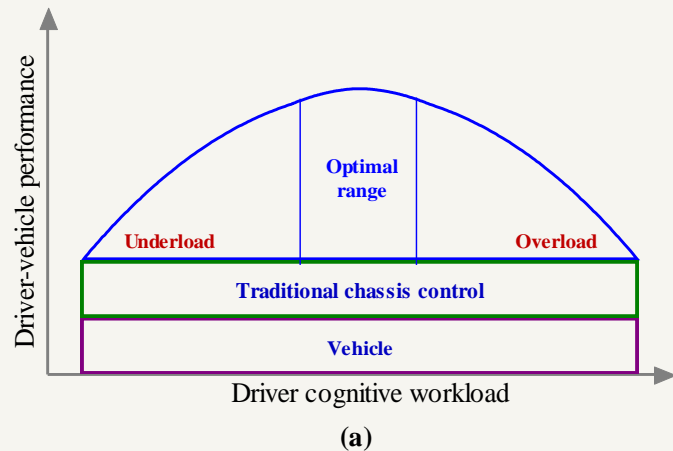 Driver-vehicle performance
Optimal
range
Underload
Overload
Traditional chassis control
Vehicle
Driver cognitive workload
(a)